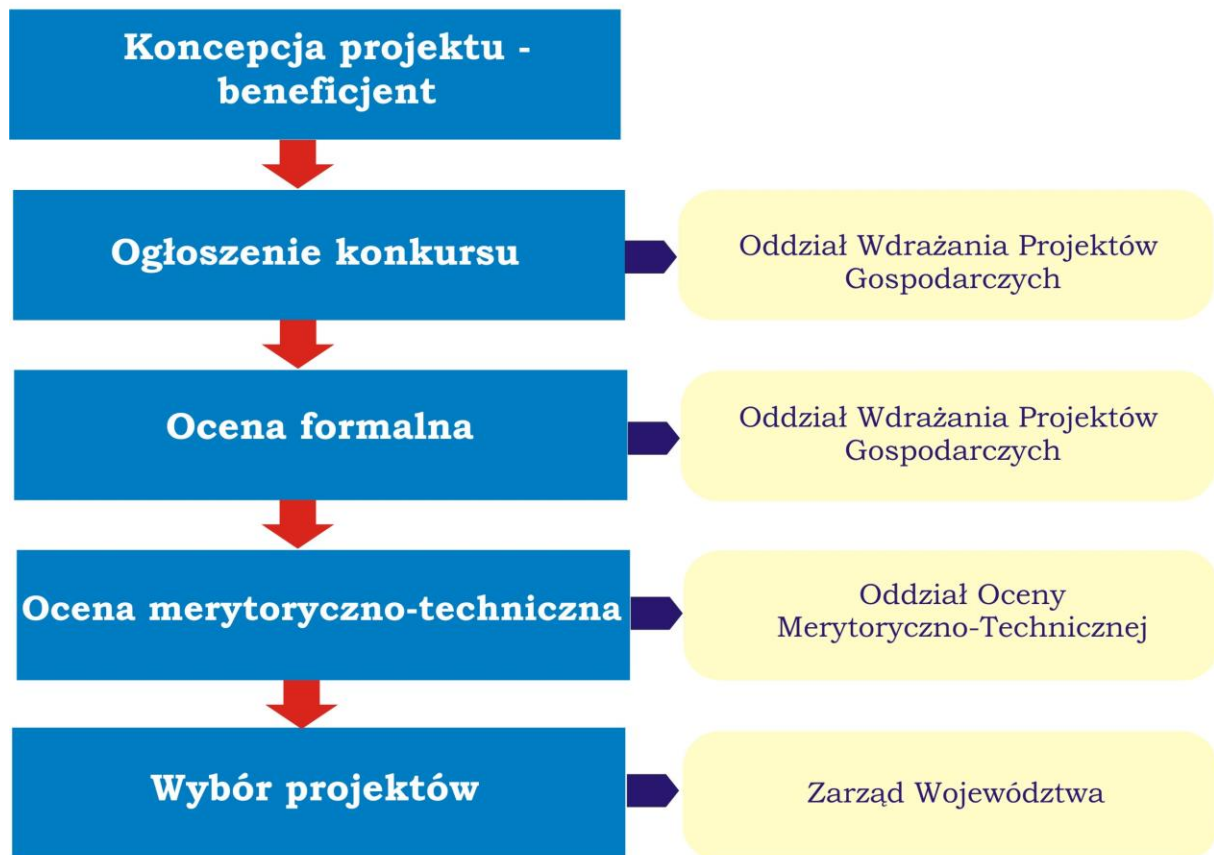 Koncepcja projektu -
beneficjent
Ogłoszenie konkursu
Oddział Wdrażania Projektów
Gospodarczych
Ocena formalna
Oddział Wdrażania Projektów
Gospodarczych
Ocena merytoryczno-techniczna
Oddział Oceny
Merytoryczno-Technicznej
Wybór projektów
Zarząd Województwa